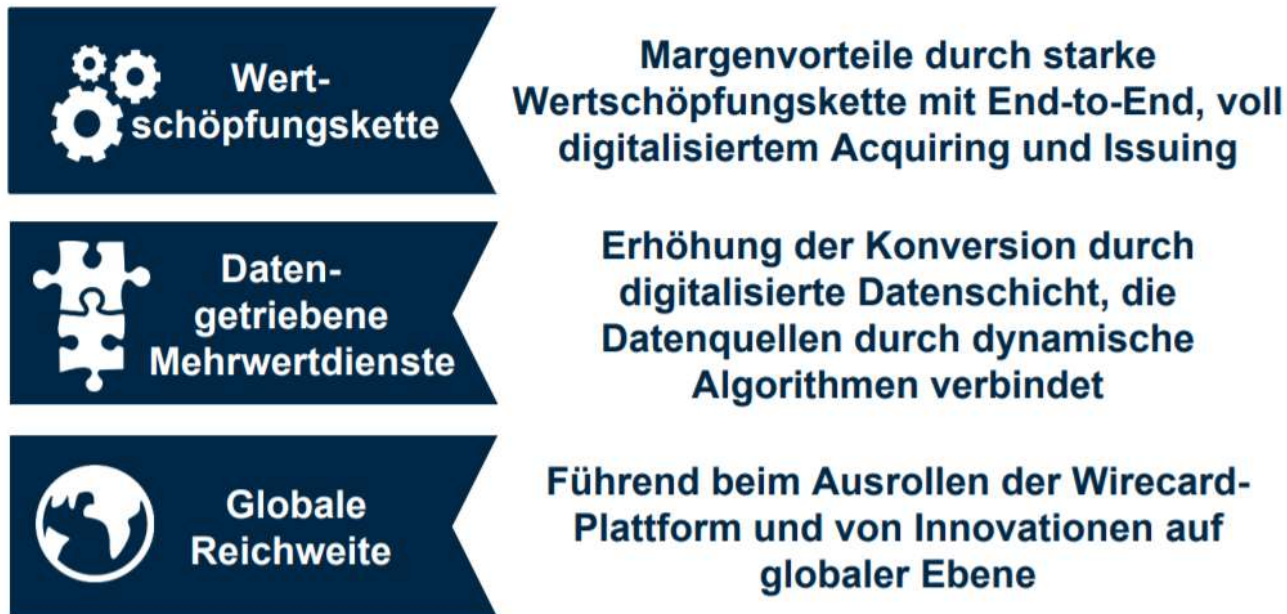 Wert-
schöpfungskette
Margenvorteile durch starke
Wertschöpfungskette mit End-to-End, voll
digitalisiertem Acquiring und Issuing
Daten-
getriebene
Mehrwertdienste
Erhöhung der Konversion durch
digitalisierte Datenschicht, die
Datenquellen durch dynamische
Algorithmen verbindet
Globale
Reichweite
Führend beim Ausrollen der Wirecard-
Plattform und von Innovationen auf
globaler Ebene